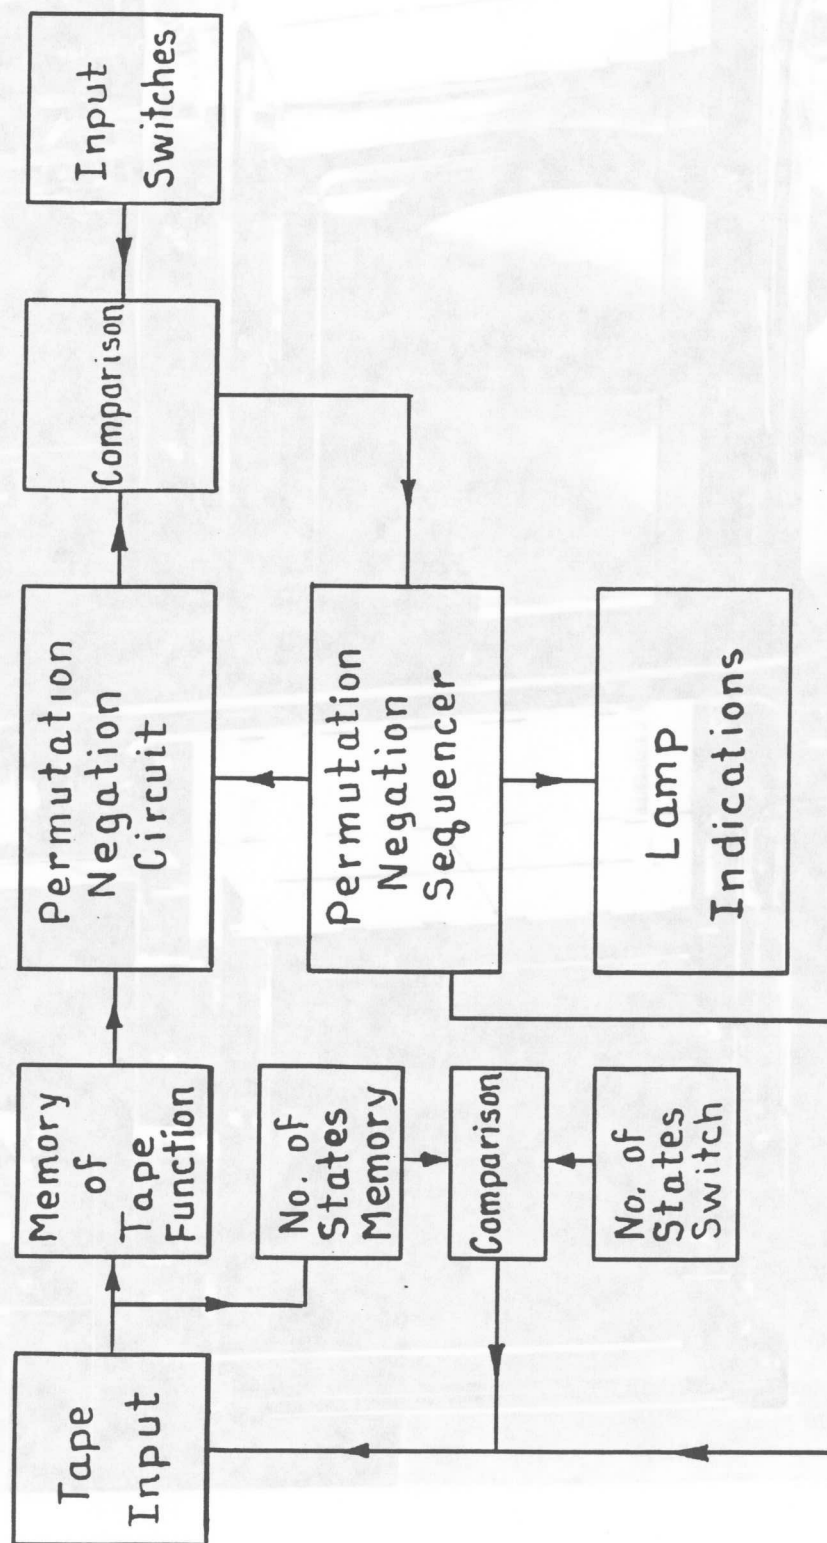 Tape
Input
Memory
of
Tape
Function
Permutation
Negation
Circuit
Comparison
Input
Switches
No. of
States
Memory
Permutation
Negation
Sequencer
Comparison
No. of
States
Switch
Lamp
Indications